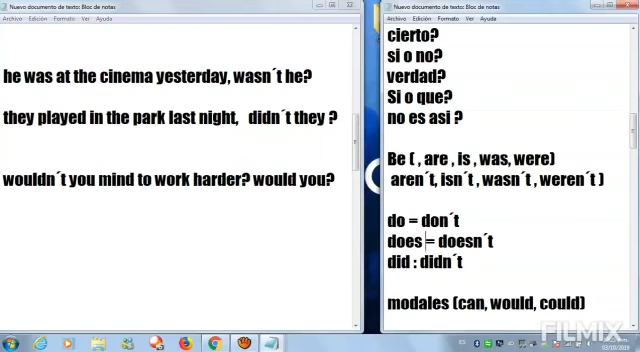 Nuevo documento de texto: Bloc de notas
Archivo Edición Formato Ver Ayuda
he was at the cinema yesterday, wasn´t he?
they played in the park last night, didn´t they ?
wouldn´t you mind to work harder? would you?
Nuevo documento de texto: Bloc de notas
Archivo Edición Formato Ver Ayuda
cierto?
si o no?
verdad?
Si o que?
no es asi ?
Be ( , are , is , was, were)
aren´t, isn´t , wasn´t , weren´t )
do = don´t
does = doesn´t
did : didn´t
modales (can, would, could)
FILMIX
03/10/2019